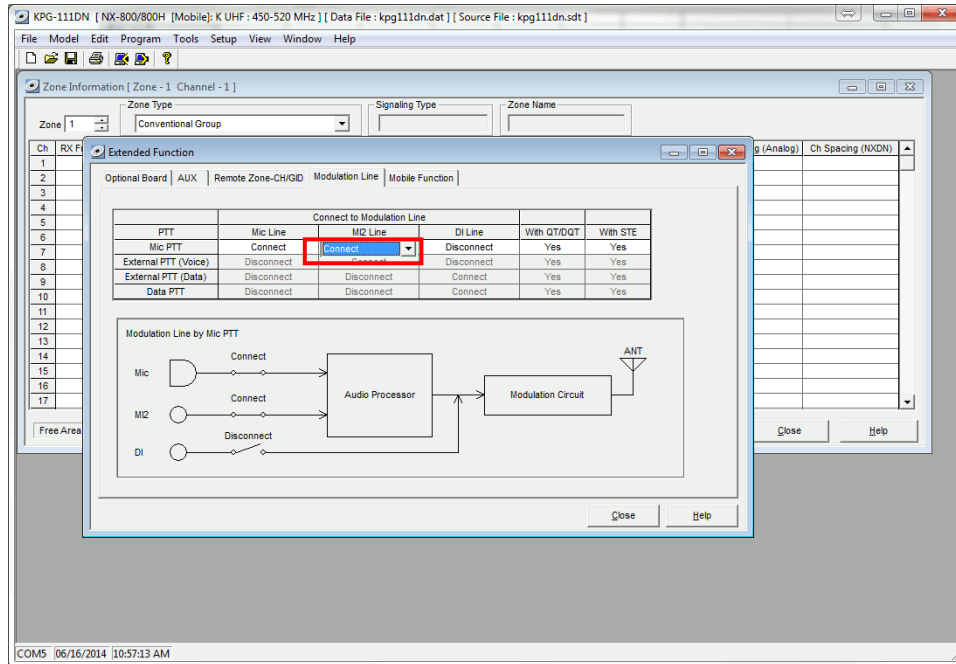 KPG-111DN [ NX-800/800H [Mobile]: K UHF : 450-520 MHz ] [ Data File : kpg111dn.dat ] [ Source File : kpg111dn.sdt ]
File Model Edit Program Tools Setup View Window Help
Zone Information [ Zone - 1 Channel - 1 ]
Zone Type Signaling Type Zone Name
Zone 1 Conventional Group
Ch RX g (Analog) Ch Spacing (NXDN)
1
2
3
4
5
6
7
8
9
10
11
12
13
14
15
16
17
Free Area Close Help
Extended Function
Optional Board AUX Remote Zone-CH/GID Modulation Line Mobile Function
Connect to Modulation Line
PTT Mic Line MI2 Line DI Line With QT/DQT With STE
Mic PTT Connect Connect Disconnect Yes Yes
External PTT (Voice) Disconnect Connect Disconnect Yes Yes
External PTT (Data) Disconnect Disconnect Connect Yes Yes
Data PTT Disconnect Disconnect Connect Yes Yes
Modulation Line by Mic PTT
Mic Connect
MI2 Connect
DI Disconnect
Audio Processor
Modulation Circuit
ANT
Close Help
COM5 06/16/2014 10:57:13 AM